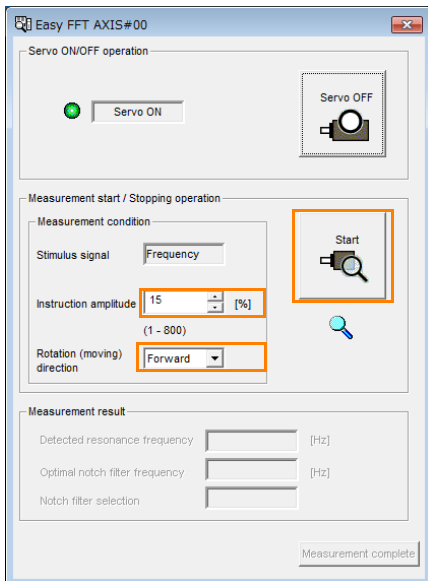 Easy FFT AXIS#00
Servo ON/OFF operation
Servo ON
Servo OFF
Measurement start / Stopping operation
Measurement condition
Stimulus signal
Frequency
Start
Instruction amplitude
15
[%]
(1 - 800)
Rotation (moving)
direction
Forward
Measurement result
Detected resonance frequency
[Hz]
Optimal notch filter frequency
[Hz]
Notch filter selection
Measurement complete